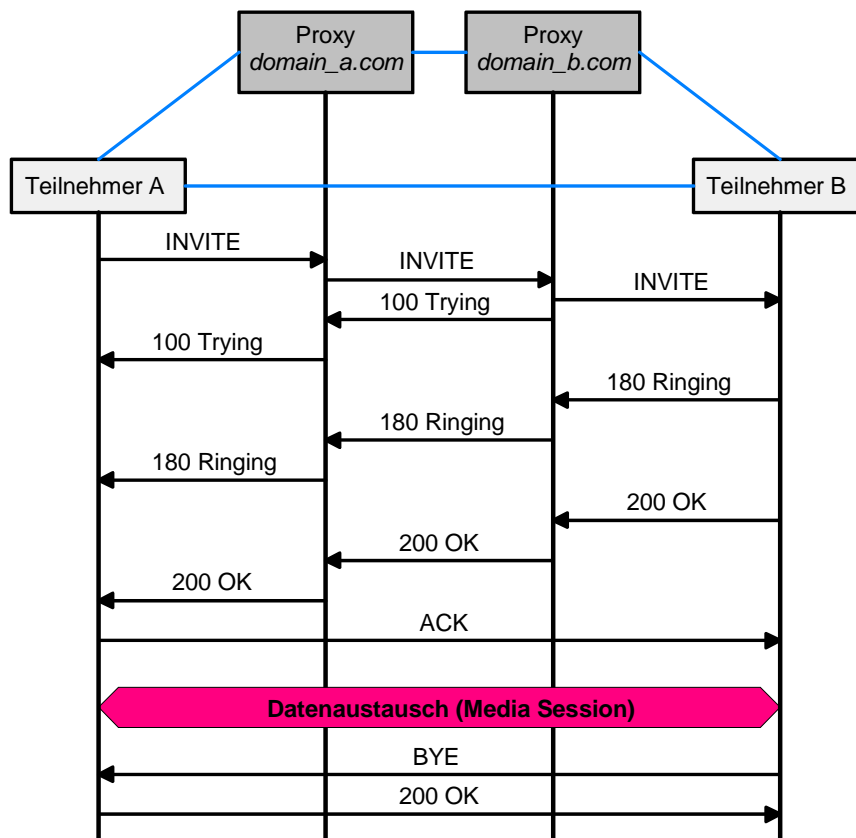 Proxy
domain_a.com
Proxy
domain_b.com
Teilnehmer A
Teilnehmer B
INVITE
INVITE
INVITE
100 Trying
100 Trying
180 Ringing
180 Ringing
180 Ringing
200 OK
200 OK
200 OK
ACK
Datenaustausch (Media Session)
BYE
200 OK